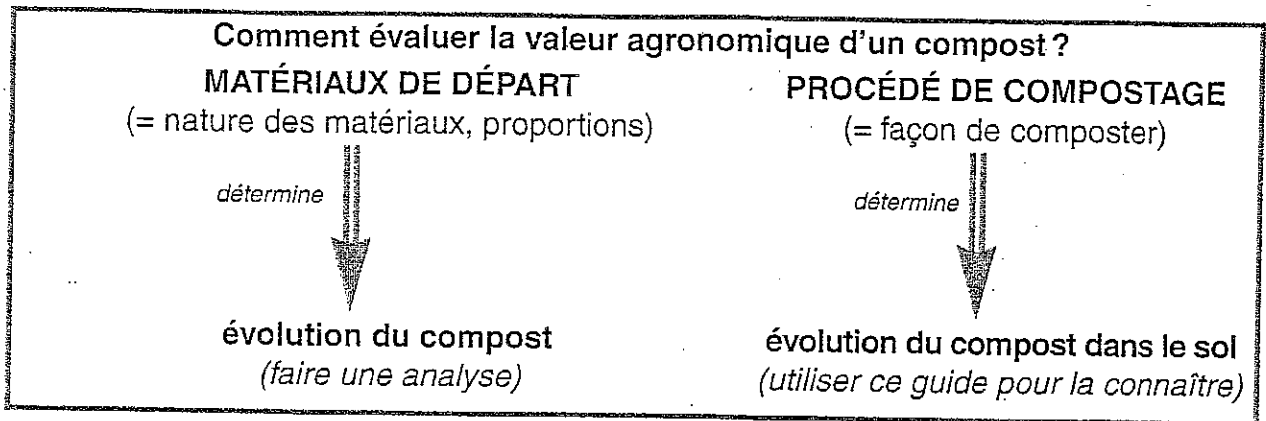 Comment évaluer la valeur agronomique d'un compost ?
MATÉRIAUX DE DÉPART
(= nature des matériaux, proportions)
détermine
évolution du compost
(faire une analyse)
PROCÉDÉ DE COMPOSTAGE
(= façon de composter)
détermine
évolution du compost dans le sol
(utiliser ce guide pour la connaître)